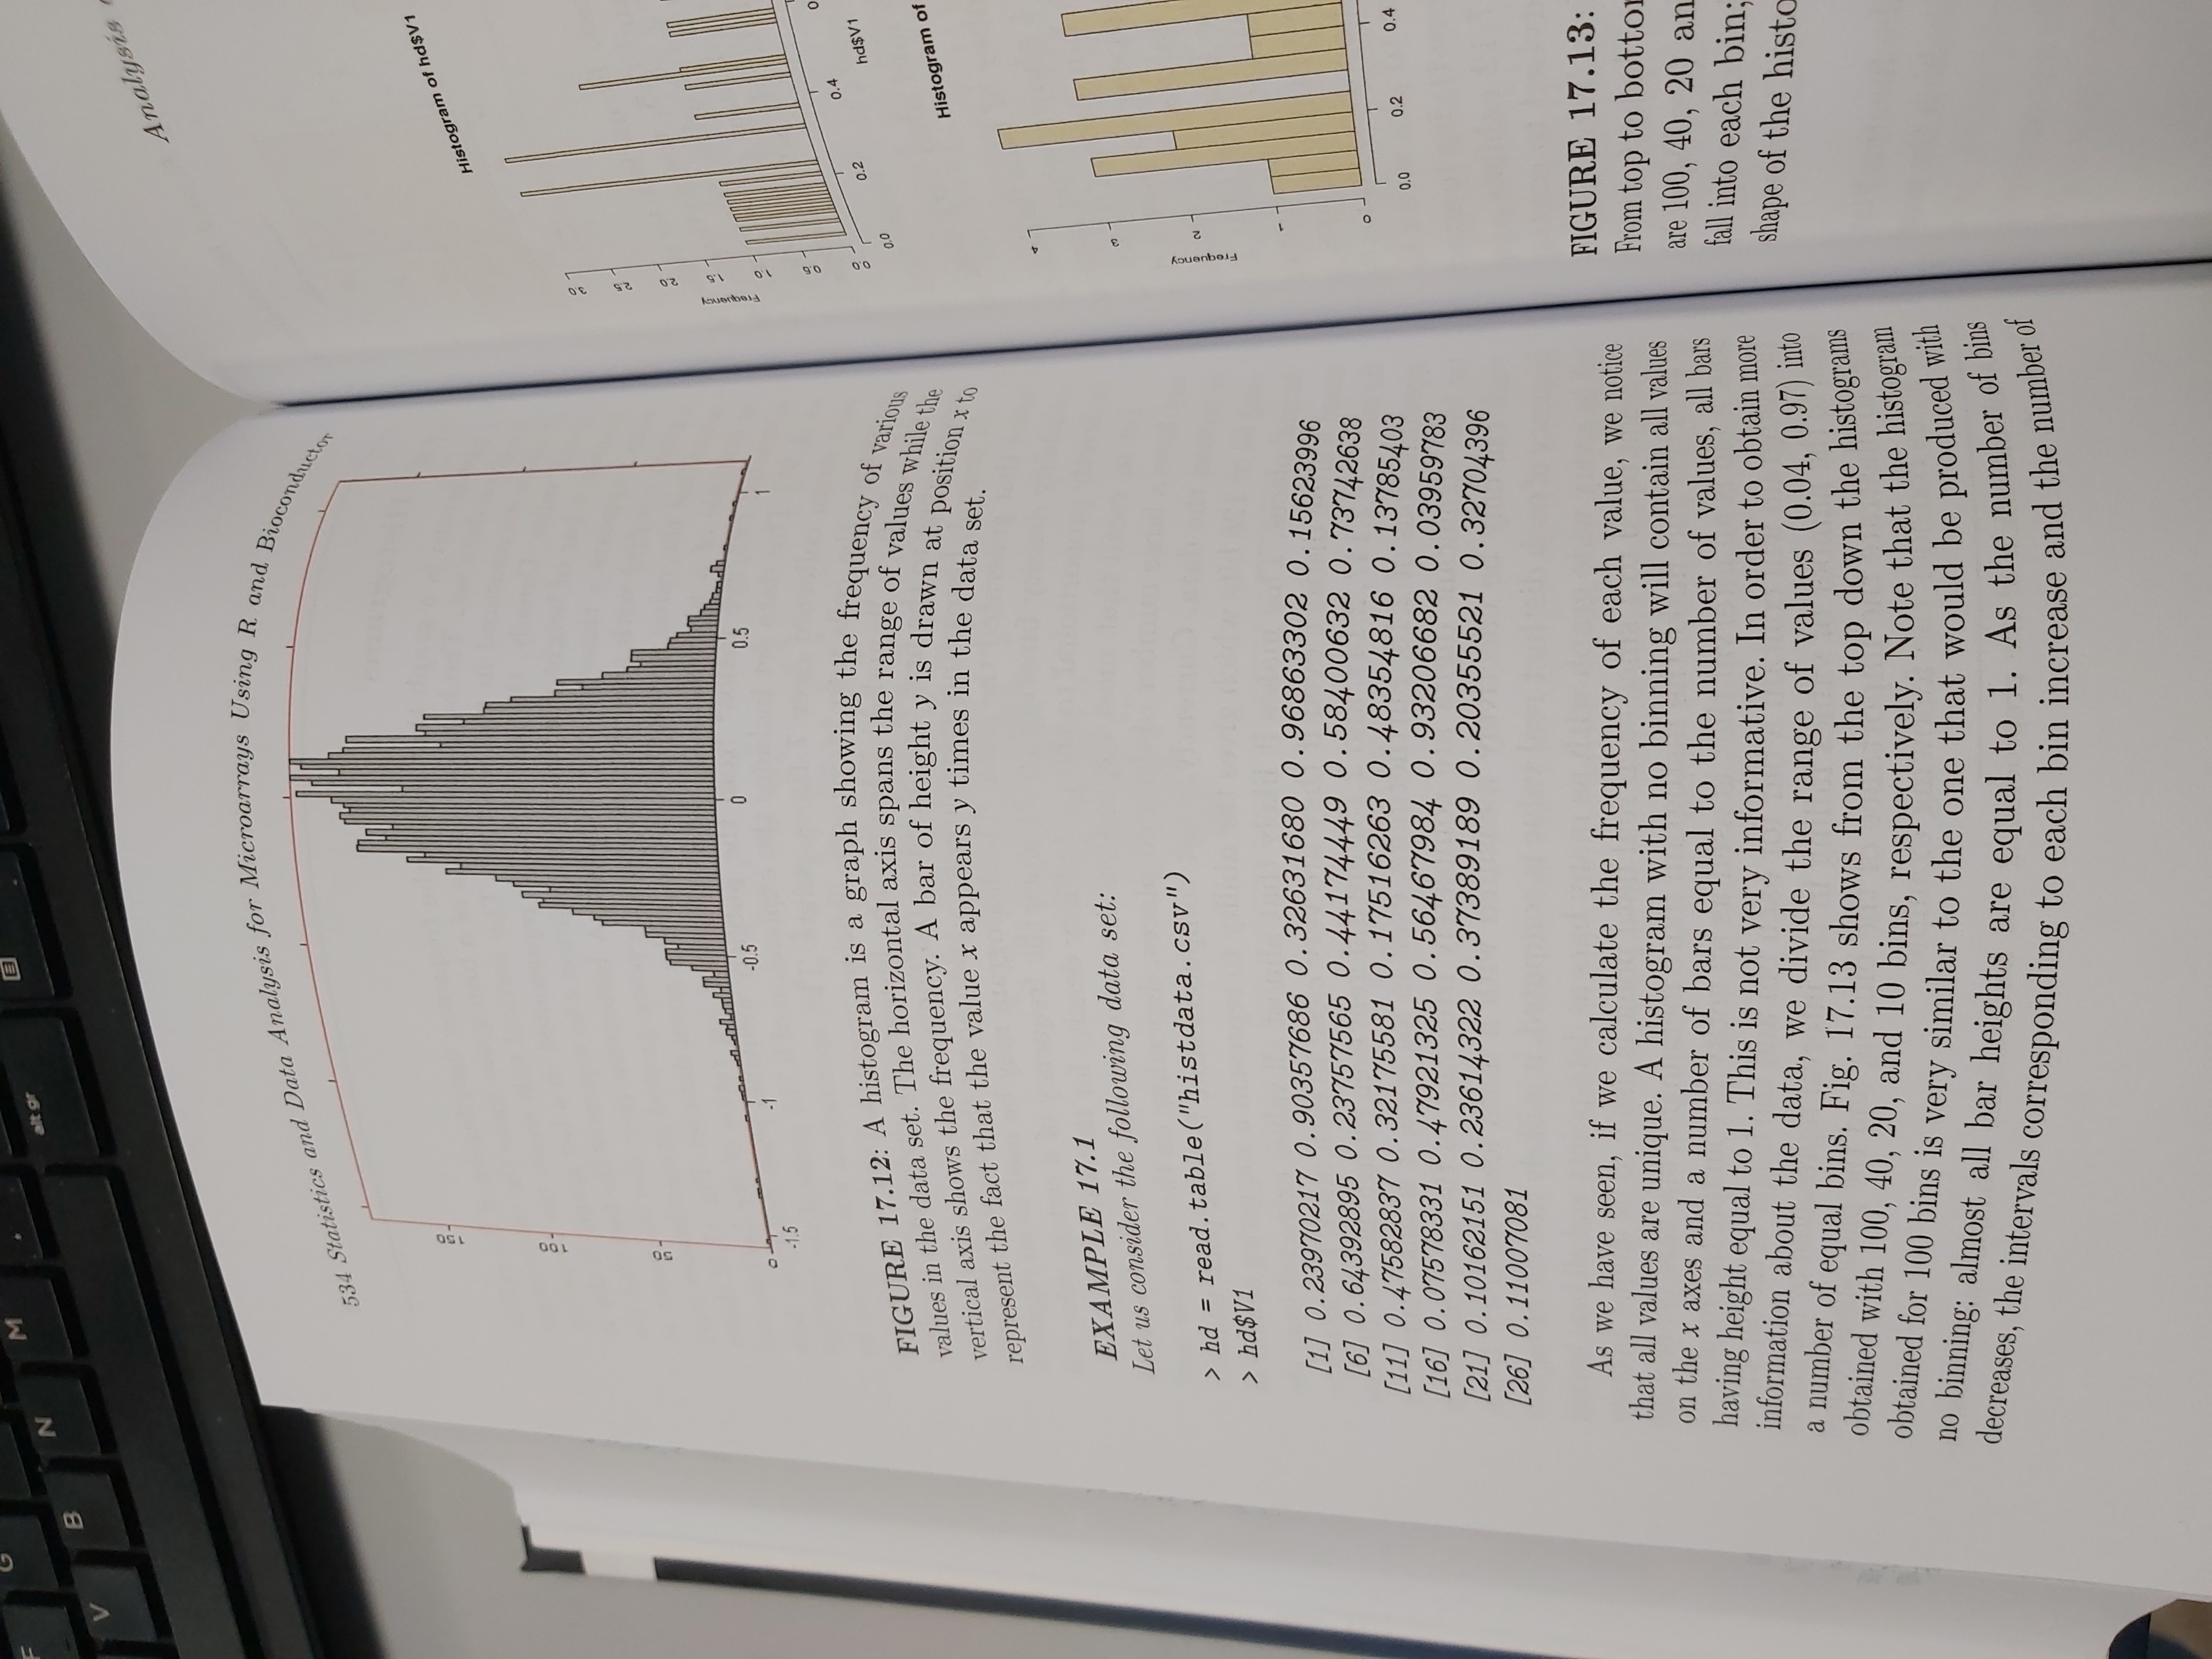 F
G
V
B
N
M
alt gr
534 Statistics and Data Analysis for Microarrays Using R and Bioconductor
150
100
50
0
-1.5
-1
-0.5
0
0.5
1
FIGURE 17.12: A histogram is a graph showing the frequency of various
values in the data set. The horizontal axis spans the range of values while the
vertical axis shows the frequency. A bar of height y is drawn at position x to
represent the fact that the value x appears y times in the data set.
EXAMPLE 17.1
Let us consider the following data set:
> hd = read.table("histdata.csv")
> hd$V1
[1] 0.23970217 0.90357686 0.32631680 0.96863302 0.15623996
[6] 0.64392895 0.23757565 0.44174449 0.58400632 0.73742638
[11] 0.47582837 0.32175581 0.17516263 0.48354816 0.13785403
[16] 0.07578331 0.47921325 0.56467984 0.93206682 0.03959783
[21] 0.10162151 0.23614322 0.37389189 0.20355521 0.32704396
[26] 0.11007081
As we have seen, if we calculate the frequency of each value, we notice
that all values are unique. A histogram with no binning will contain all values
on the x axes and a number of bars equal to the number of values, all bars
having height equal to 1. This is not very informative. In order to obtain more
information about the data, we divide the range of values (0.04, 0.97) into
a number of equal bins. Fig. 17.13 shows from the top down the histograms
obtained with 100, 40, 20, and 10 bins, respectively. Note that the histogram
obtained for 100 bins is very similar to the one that would be produced with
no binning: almost all bar heights are equal to 1. As the number of bins
decreases, the intervals corresponding to each bin increase and the number of
Analysis
Histogram of hd$V1
Frequency
3.0
2.5
2.0
1.5
1.0
0.5
0.0
0.0
0.2
0.4
hd$V1
Histogram of
Frequency
4
3
2
1
0
0.0
0.2
0.4
FIGURE 17.13:
From top to
are 100, 40, 20
fall into each bin;
shape of the